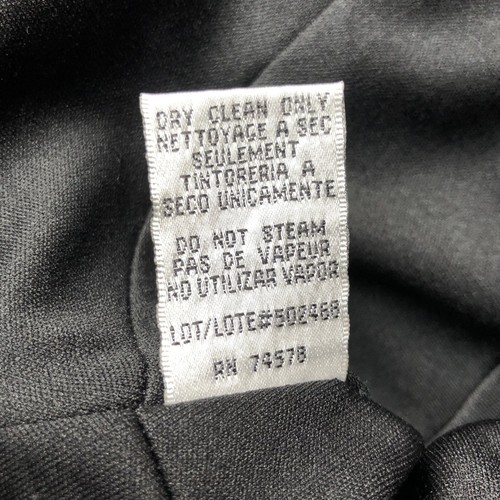 DRY CLEAN ONLY
NETTOYAGE A SEC
SEULEMENT
TINTORERIA A
SECO UNICAMENTE
DO NOT STEAM
PAS DE VAPEUR
NO UTILIZAR VAPOR
LOT/LOTE#502468
RN 74578